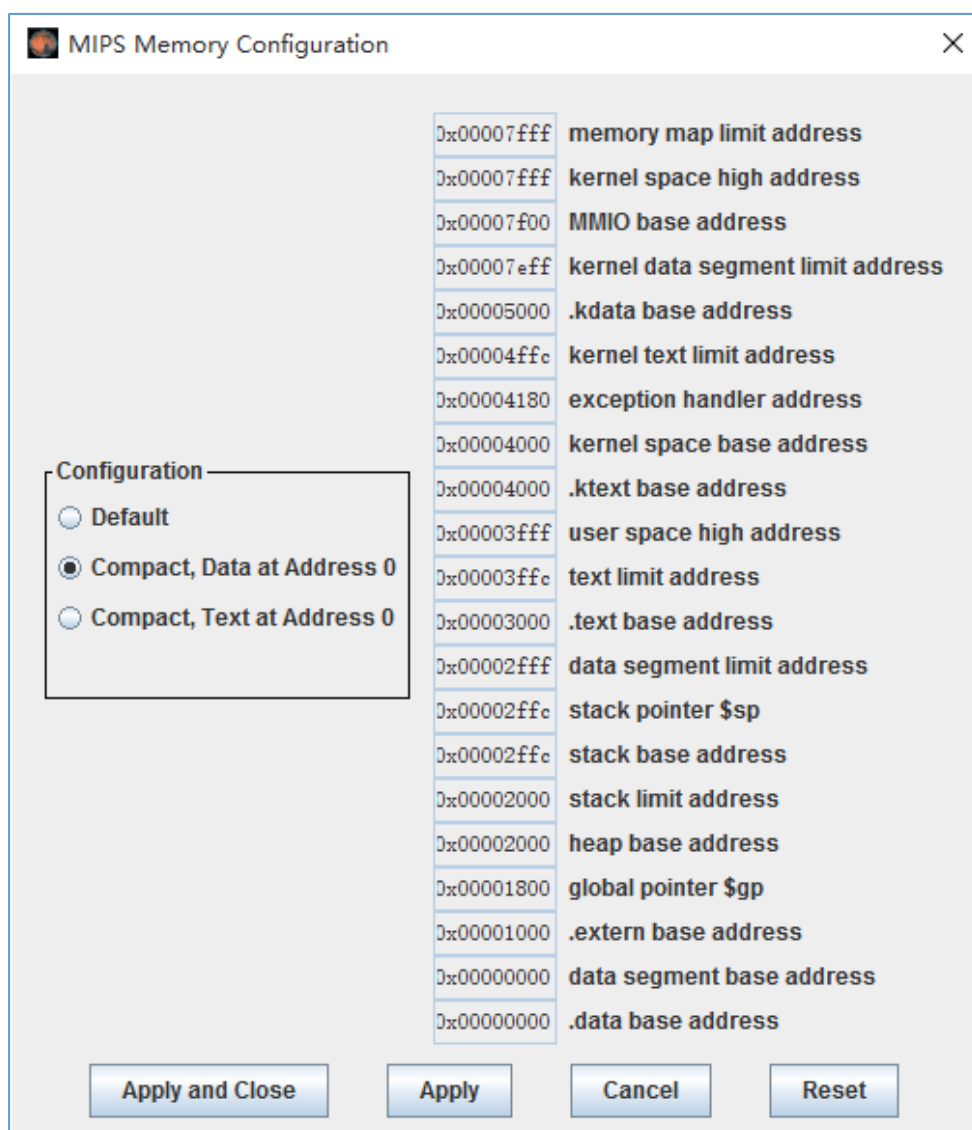 MIPS Memory Configuration
0x00007fff memory map limit address
0x00007fff kernel space high address
0x00007f00 MMIO base address
0x00007eff kernel data segment limit address
0x00005000 .kdata base address
0x00004ffc kernel text limit address
0x00004180 exception handler address
0x00004000 kernel space base address
0x00004000 .ktext base address
0x00003fff user space high address
0x00003ffc text limit address
0x00003000 .text base address
0x00002fff data segment limit address
0x00002ffc stack pointer $sp
0x00002ffc stack base address
0x00002000 stack limit address
0x00002000 heap base address
0x00001800 global pointer $gp
0x00001000 .extern base address
0x00000000 data segment base address
0x00000000 .data base address
Configuration
Default
Compact, Data at Address 0
Compact, Text at Address 0
Apply and Close Apply Cancel Reset